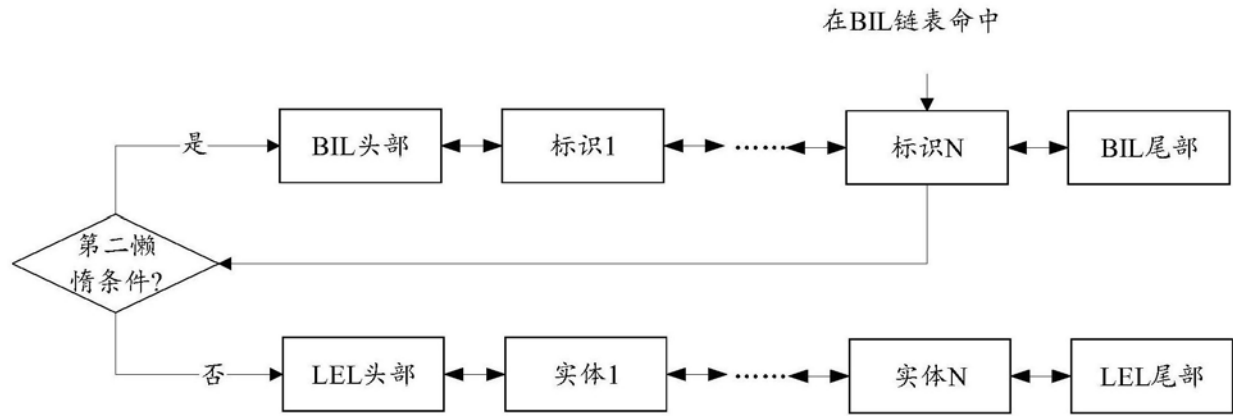 在BIL链表命中
是
BIL头部
标识1
……
标识N
BIL尾部
第二懒
惰条件?
否
LEL头部
实体1
……
实体N
LEL尾部